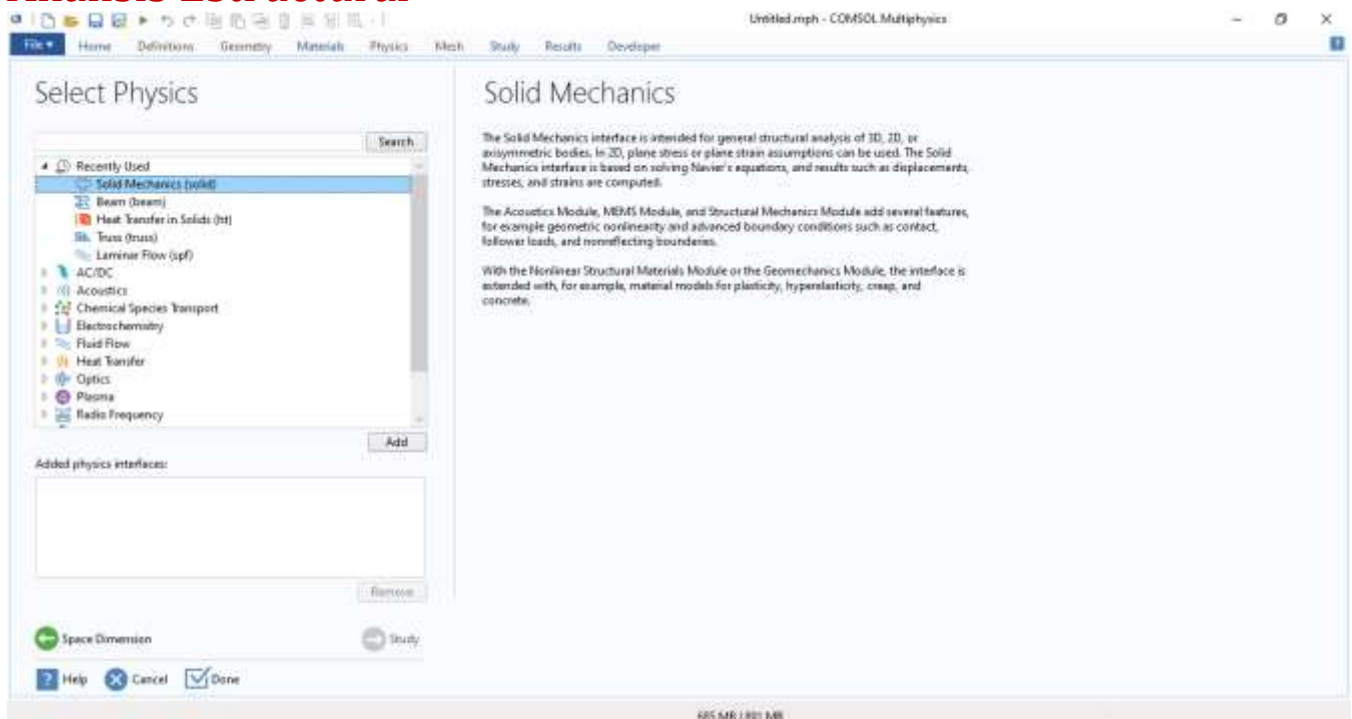 Análisis Estructural
Untitled.mph - COMSOL Multiphysics
File Home Definitions Geometry Materials Physics Mesh Study Results Developer
Select Physics
Search
Recently Used
Solid Mechanics (solid)
Beam (beam)
Heat Transfer in Solids (ht)
Truss (truss)
Laminar Flow (spf)
AC/DC
Acoustics
Chemical Species Transport
Electrochemistry
Fluid Flow
Heat Transfer
Optics
Plasma
Radio Frequency
Add
Added physics interfaces:
Remove
Space Dimension
Study
Help Cancel Done
Solid Mechanics
The Solid Mechanics interface is intended for general structural analysis of 3D, 2D, or
axisymmetric bodies. In 2D, plane stress or plane strain assumptions can be used. The Solid
Mechanics interface is based on solving Navier's equations, and results such as displacements,
stresses, and strains are computed.
The Acoustics Module, MEMS Module, and Structural Mechanics Module add several features,
for example geometric nonlinearity and advanced boundary conditions such as contact,
follower loads, and nonreflecting boundaries.
With the Nonlinear Structural Materials Module or the Geomechanics Module, the interface is
extended with, for example, material models for plasticity, hyperelasticity, creep, and
concrete.
685 MB | 891 MB